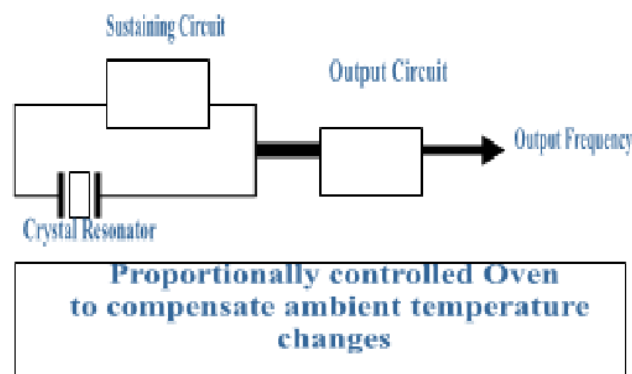 Sustaining Circuit
Output Circuit
Output Frequency
Crystal Resonator
Proportionally controlled Oven
to compensate ambient temperature
changes